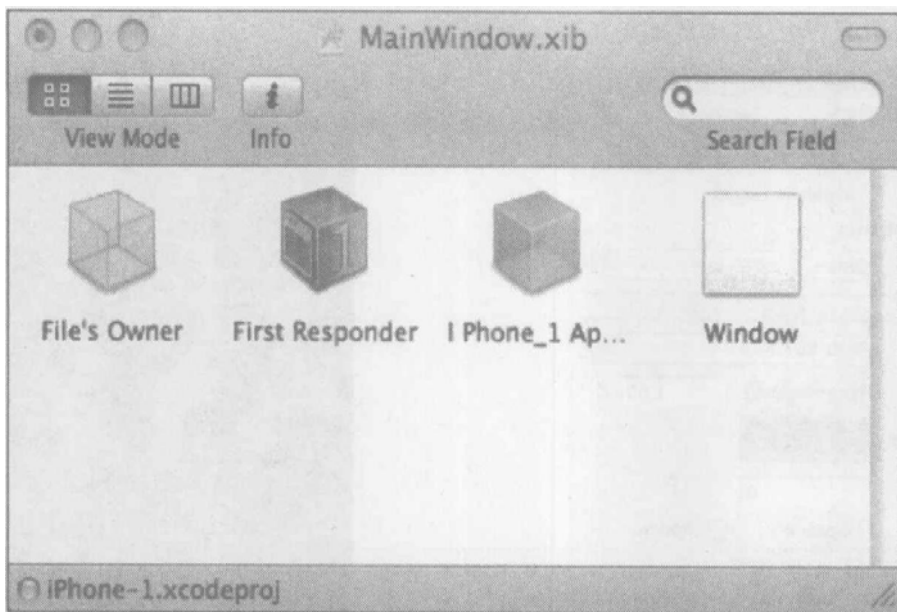 MainWindow.xib
View Mode
Info
Search Field
File's Owner
First Responder
I Phone_1 Ap...
Window
iPhone-1.xcodeproj